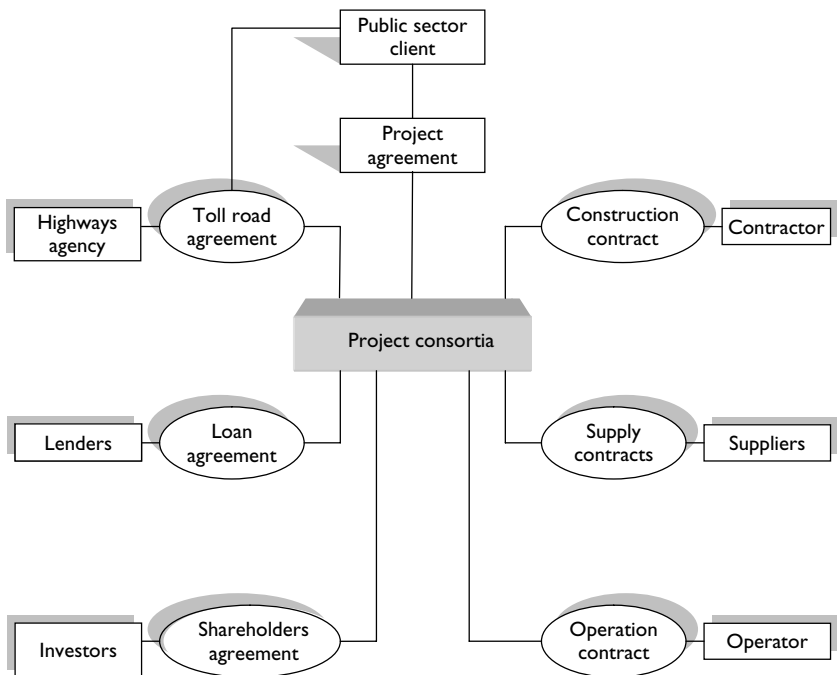 Public sector
client
Project
agreement
Highways
agency
Toll road
agreement
Construction
contract
Contractor
Project consortia
Lenders
Loan
agreement
Supply
contracts
Suppliers
Investors
Shareholders
agreement
Operation
contract
Operator